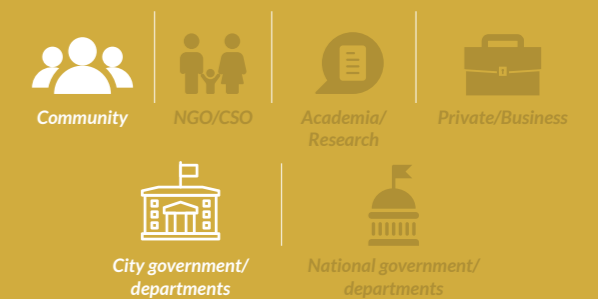 Community
NGO/CSO
Academia/
Research
Private/Business
City government/
departments
National government/
departments